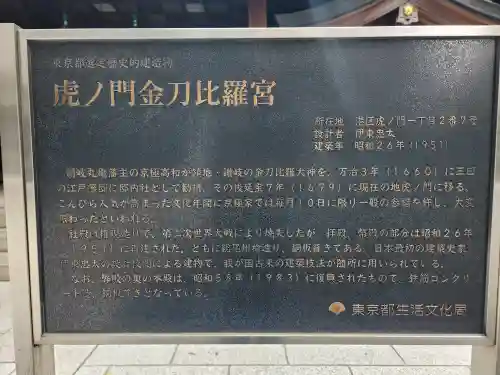 東京都選定歴史的建造物
虎ノ門金刀比羅宮
所在地 港区虎ノ門一丁目2番7号
設計者 伊東忠太
建築年 昭和26年(1951)
讃岐丸亀藩主の京極高和が領地・讃岐の金刀比羅大神を、万治3年(1660)に三田
の江戸藩邸に邸内社として勧請、その後延宝7年(1679)に現在の地虎ノ門に移る。
こんぴら人気が高まった文化年間に京極家では毎月10日に限り一般の参詣を許し、大変
賑わったといわれる。
社殿は権現造りで、第二次世界大戦により焼失したが、拝殿、幣殿の部分は昭和26年
(1951)に再建された。ともに総尾州檜造り、銅板葺きである。日本最初の建築史家
伊東忠太の設計校閲による建物で、我が国古来の建築技法が随所に用いられている。
なお、幣殿の奥の本殿は、昭和58年(1983)に復興されたもので、鉄筋コンクリ
ート造、銅板葺きとなっている。
東京都生活文化局